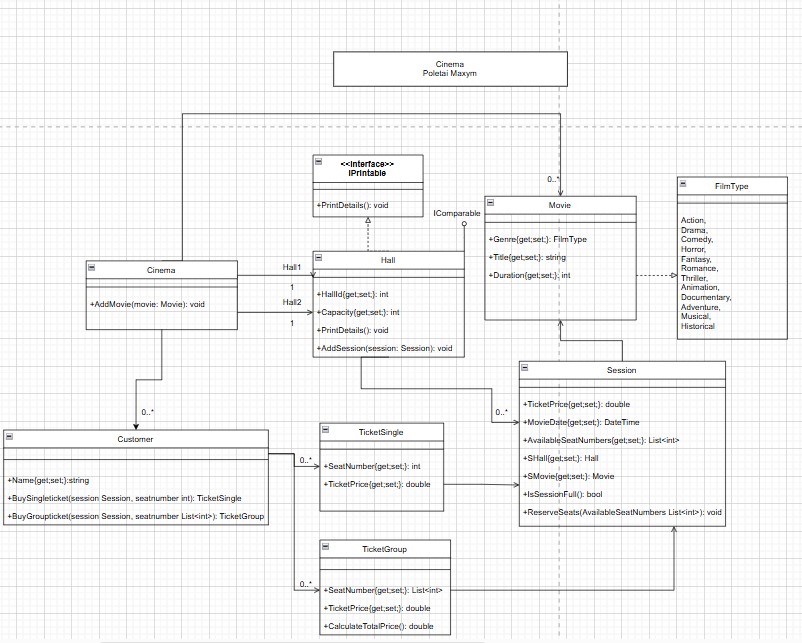 Cinema
Poletai Maxym
<<Interface>>
IPrintable
+PrintDetails(): void
IComparable
0..*
Movie
+Genre{get;set;}: FilmType
+Title{get;set;}: string
+Duration{get;set;}: int
FilmType
Action,
Drama,
Comedy,
Horror,
Fantasy,
Romance,
Thriller,
Animation,
Documentary,
Adventure,
Musical,
Historical
Cinema
+AddMovie(movie: Movie): void
Hall1
1
Hall2
1
Hall
+HallId{get;set;}: int
+Capacity{get;set;}: int
+PrintDetails(): void
+AddSession(session: Session): void
0..*
0..*
Session
+TicketPrice{get;set;}: double
+MovieDate{get;set;}: DateTime
+AvailableSeatNumbers{get;set;}: List<int>
+SHall{get;set;}: Hall
+SMovie{get;set;}: Movie
+IsSessionFull(): bool
+ReserveSeats(AvailableSeatNumbers List<int>): void
Customer
+Name{get;set;}:string
+BuySingleticket(session Session, seatnumber int): TicketSingle
+BuyGroupticket(session Session, seatnumber List<int>): TicketGroup
0..*
TicketSingle
+SeatNumber{get;set;}: int
+TicketPrice{get;set;}: double
0..*
TicketGroup
+SeatNumber{get;set;}: List<int>
+TicketPrice{get;set;}: double
+CalculateTotalPrice(): double